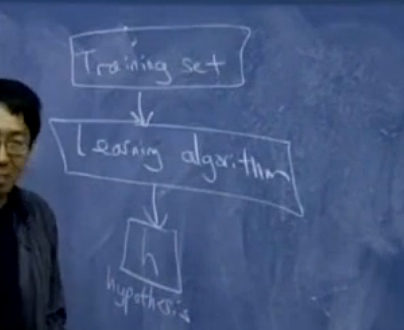 Training set
Learning algorithm
h
hypothesis